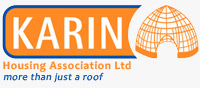 KARIN
Housing Association Ltd
more than just a roof